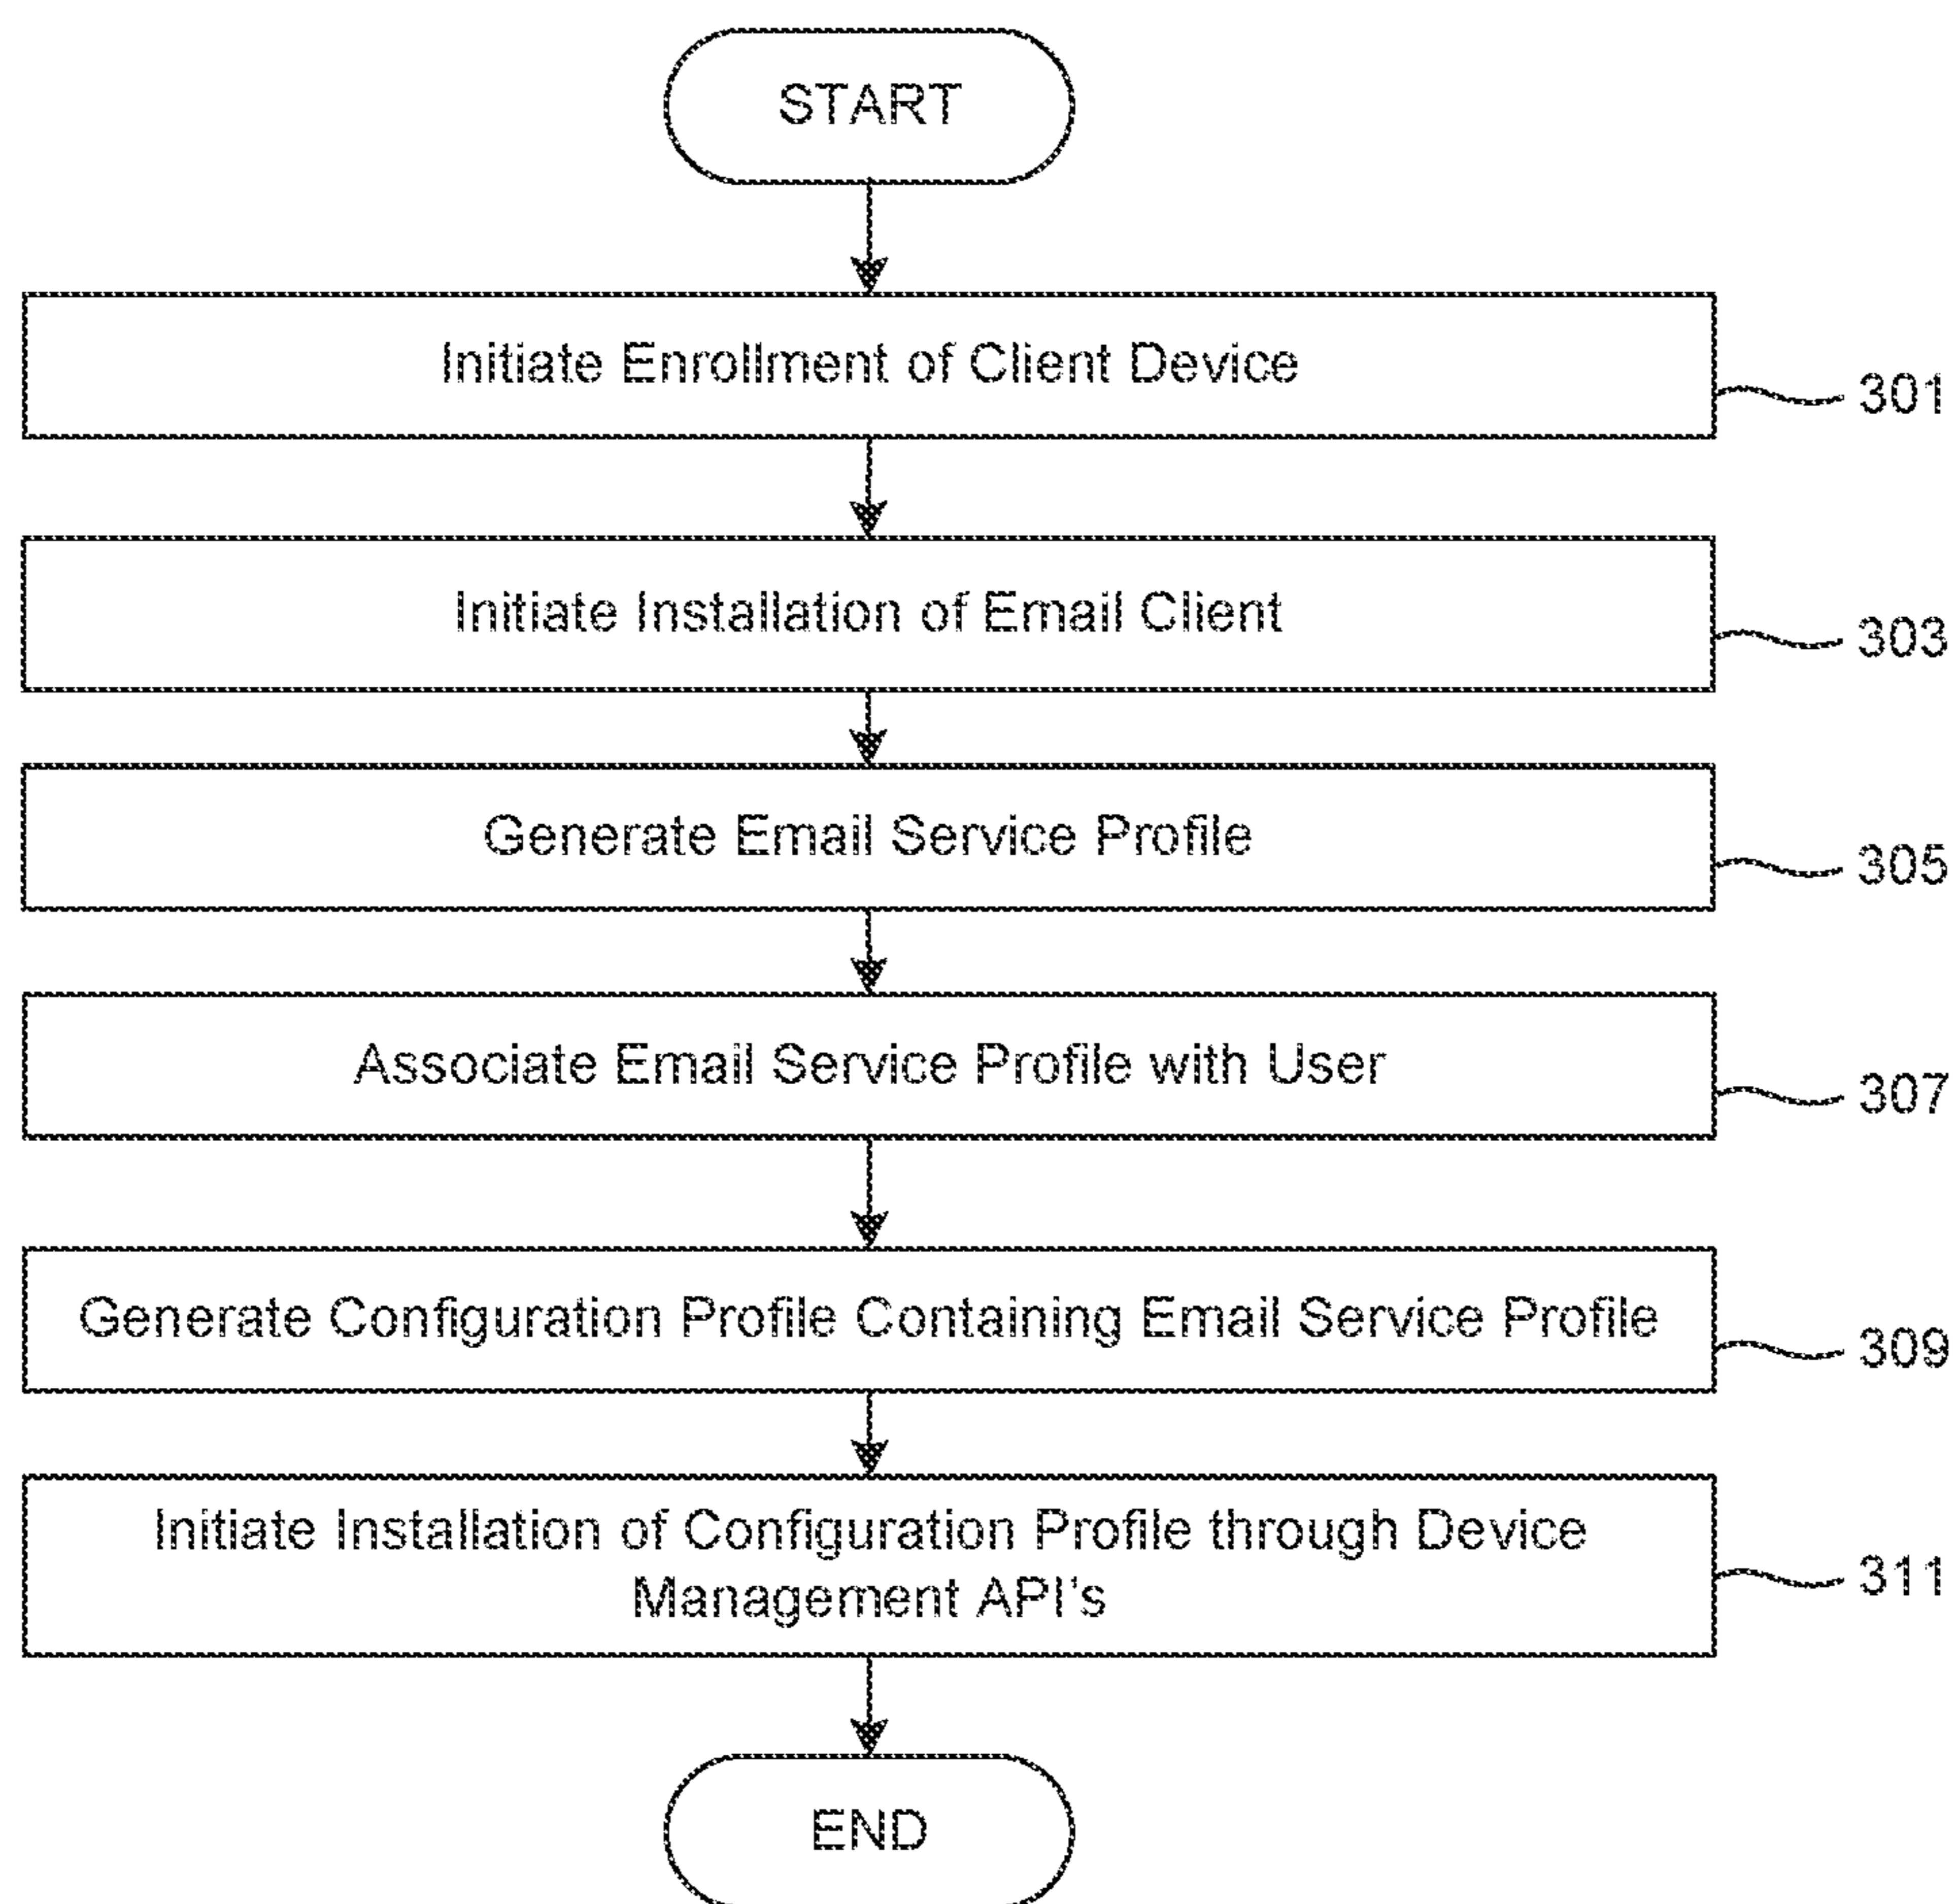 START
Initiate Enrollment of Client Device
301
Initiate Installation of Email Client
303
Generate Email Service Profile
305
Associate Email Service Profile with User
307
Generate Configuration Profile Containing Email Service Profile
309
Initiate Installation of Configuration Profile through Device
Management API's
311
END